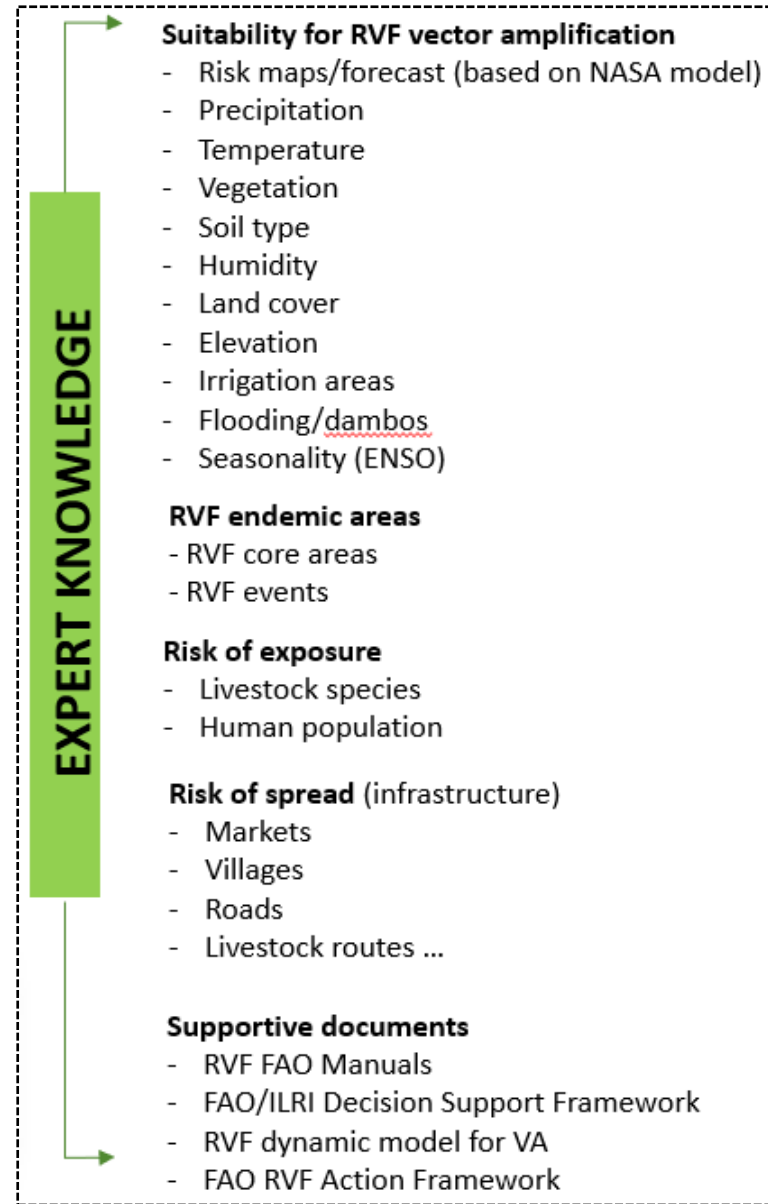 EXPERT KNOWLEDGE
Suitability for RVF vector amplification
- Risk maps/forecast (based on NASA model)
- Precipitation
- Temperature
- Vegetation
- Soil type
- Humidity
- Land cover
- Elevation
- Irrigation areas
- Flooding/dambos
- Seasonality (ENSO)
RVF endemic areas
- RVF core areas
- RVF events
Risk of exposure
- Livestock species
- Human population
Risk of spread (infrastructure)
- Markets
- Villages
- Roads
- Livestock routes ...
Supportive documents
- RVF FAO Manuals
- FAO/ILRI Decision Support Framework
- RVF dynamic model for VA
- FAO RVF Action Framework